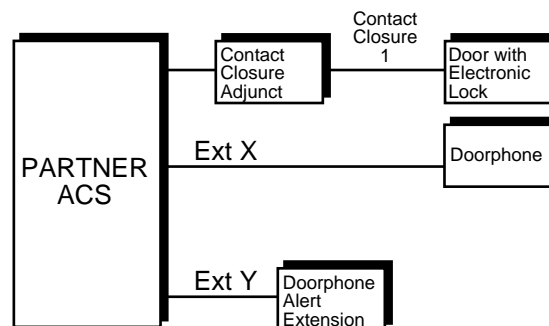 Contact
Closure
1
Contact
Closure
Adjunct
Door with
Electronic
Lock
PARTNER
ACS
Ext X
Doorphone
Ext Y
Doorphone
Alert
Extension